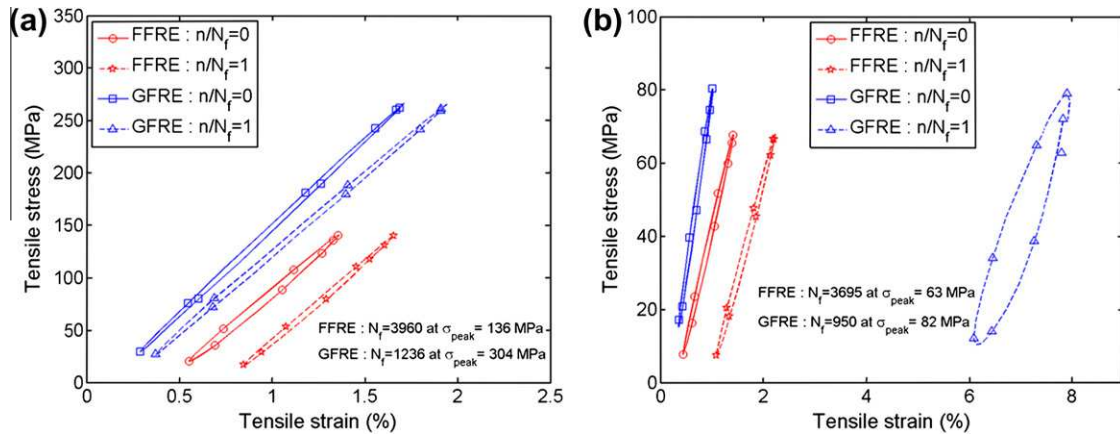 (a)
350
300
250
200
150
100
50
0
Tensile stress (MPa)
FFRE : n/Nf=0
FFRE : n/Nf=1
GFRE : n/Nf=0
GFRE : n/Nf=1
FFRE : Nf=3960 at σpeak = 136 MPa
GFRE : Nf=1236 at σpeak = 304 MPa
0 0.5 1 1.5 2 2.5
Tensile strain (%)
(b)
100
80
60
40
20
0
Tensile stress (MPa)
FFRE : n/Nf=0
FFRE : n/Nf=1
GFRE : n/Nf=0
GFRE : n/Nf=1
FFRE : Nf=3695 at σpeak = 63 MPa
GFRE : Nf=950 at σpeak = 82 MPa
0 2 4 6 8
Tensile strain (%)